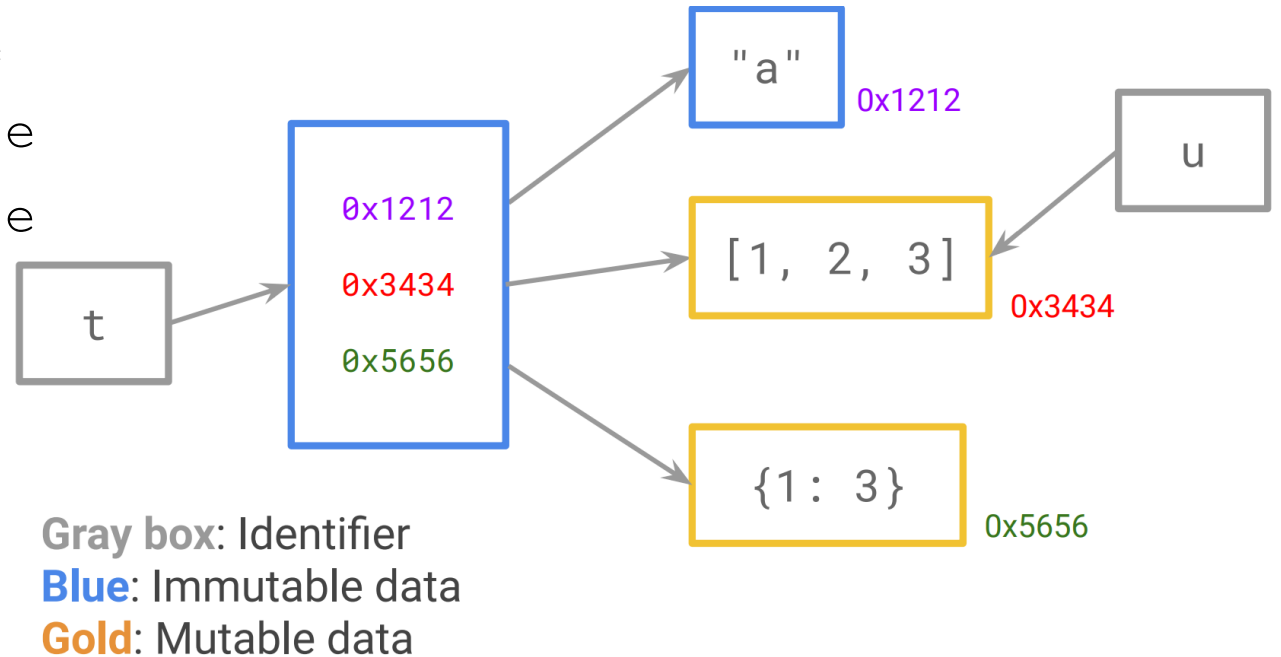 e
e
"a"
0x1212
u
0x1212
0x3434
0x5656
[1, 2, 3]
0x3434
t
{1: 3}
0x5656
Gray box: Identifier
Blue: Immutable data
Gold: Mutable data